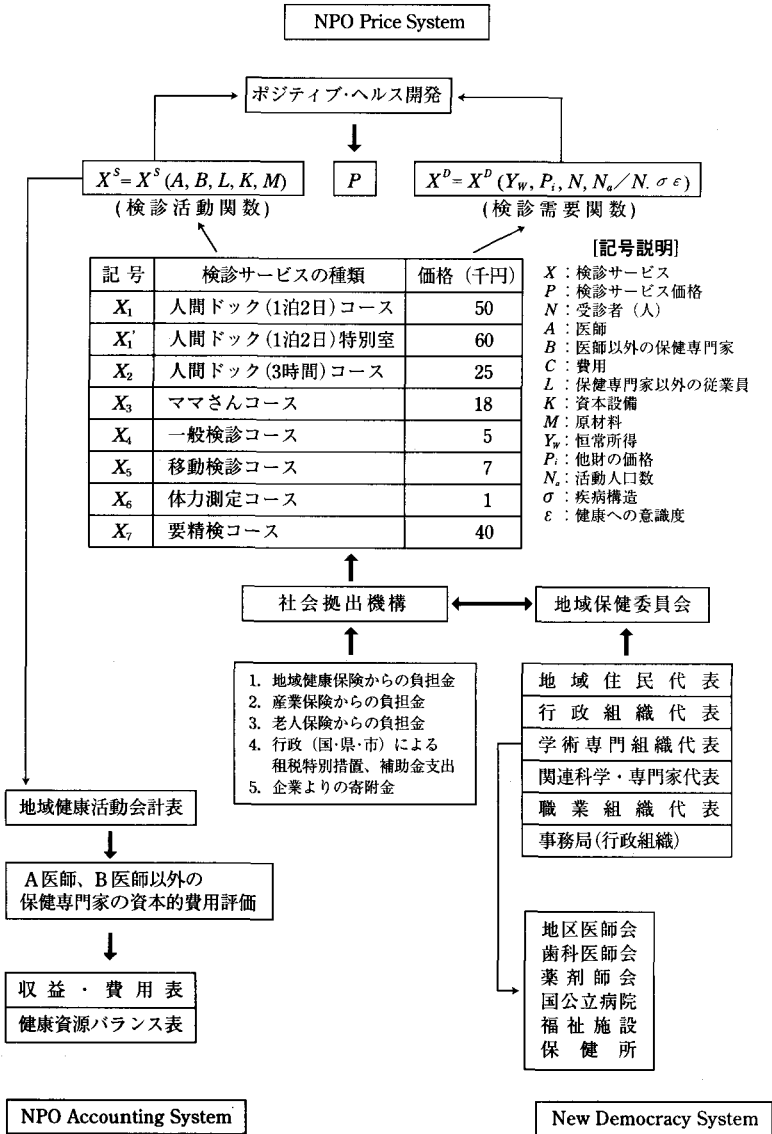 NPO Price System
ポジティブ・ヘルス開発
X^S = X^S (A, B, L, K, M)
(検診活動関数)
P
X^D = X^D (Y_W, P_i, N, N_a／N. σ ε)
(検診需要関数)
記号 検診サービスの種類 価格（千円）
X_1 人間ドック(1泊2日)コース 50
X_1' 人間ドック(1泊2日)特別室 60
X_2 人間ドック(3時間)コース 25
X_3 ママさんコース 18
X_4 一般検診コース 5
X_5 移動検診コース 7
X_6 体力測定コース 1
X_7 要精検コース 40
[記号説明]
X：検診サービス
P：検診サービス価格
N：受診者（人）
A：医師
B：医師以外の保健専門家
C：費用
L：保健専門家以外の従業員
K：資本設備
M：原材料
Y_W：恒常所得
P_i：他財の価格
N_a：活動人口数
σ：疾病構造
ε：健康への意識度
社会拠出機構
地域保健委員会
1. 地域健康保険からの負担金
2. 産業保険からの負担金
3. 老人保険からの負担金
4. 行政（国・県・市）による
租税特別措置、補助金支出
5. 企業よりの寄附金
地域住民代表
行政組織代表
学術専門組織代表
関連科学・専門家代表
職業組織代表
事務局(行政組織)
地域健康活動会計表
A医師、B医師以外の
保健専門家の資本的費用評価
収益・費用表
健康資源バランス表
地区医師会
歯科医師会
薬剤師会
国公立病院
福祉施設
保健所
NPO Accounting System
New Democracy System